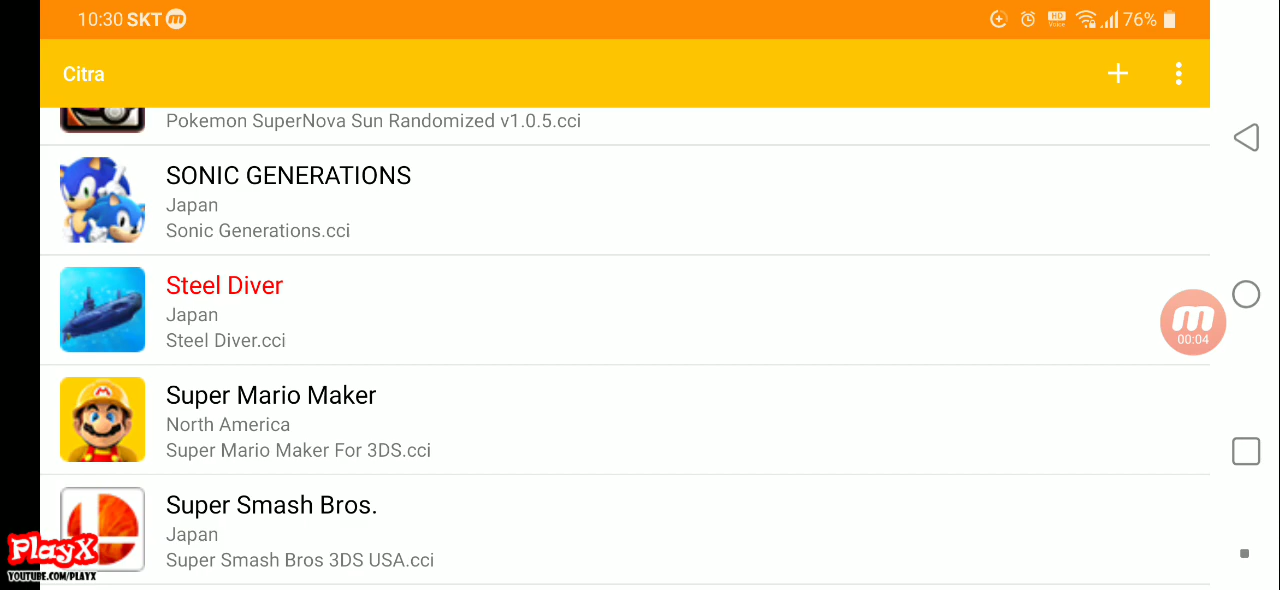 10:30 SKT m
HD
Voice
76%
Citra
Pokemon SuperNova Sun Randomized v1.0.5.cci
SONIC GENERATIONS
Japan
Sonic Generations.cci
Steel Diver
Japan
Steel Diver.cci
m
00:04
Super Mario Maker
North America
Super Mario Maker For 3DS.cci
Super Smash Bros.
Japan
Super Smash Bros 3DS USA.cci
PlayX
YOUTUBE.COM/PLAYX